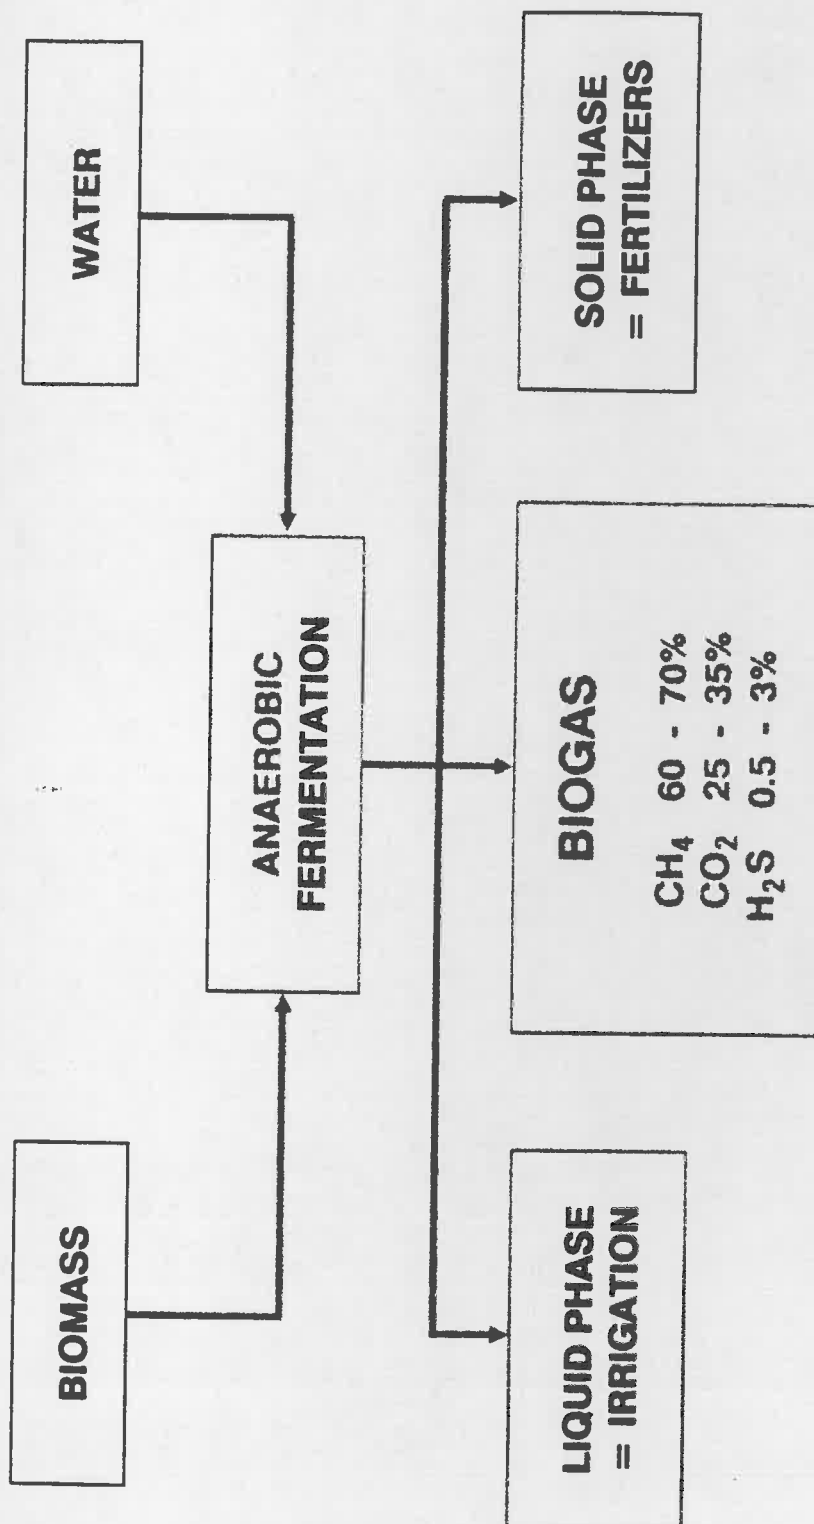 BIOMASS
WATER
ANAEROBIC
FERMENTATION
LIQUID PHASE
= IRRIGATION
BIOGAS
CH₄ 60 - 70%
CO₂ 25 - 35%
H₂S 0.5 - 3%
SOLID PHASE
= FERTILIZERS